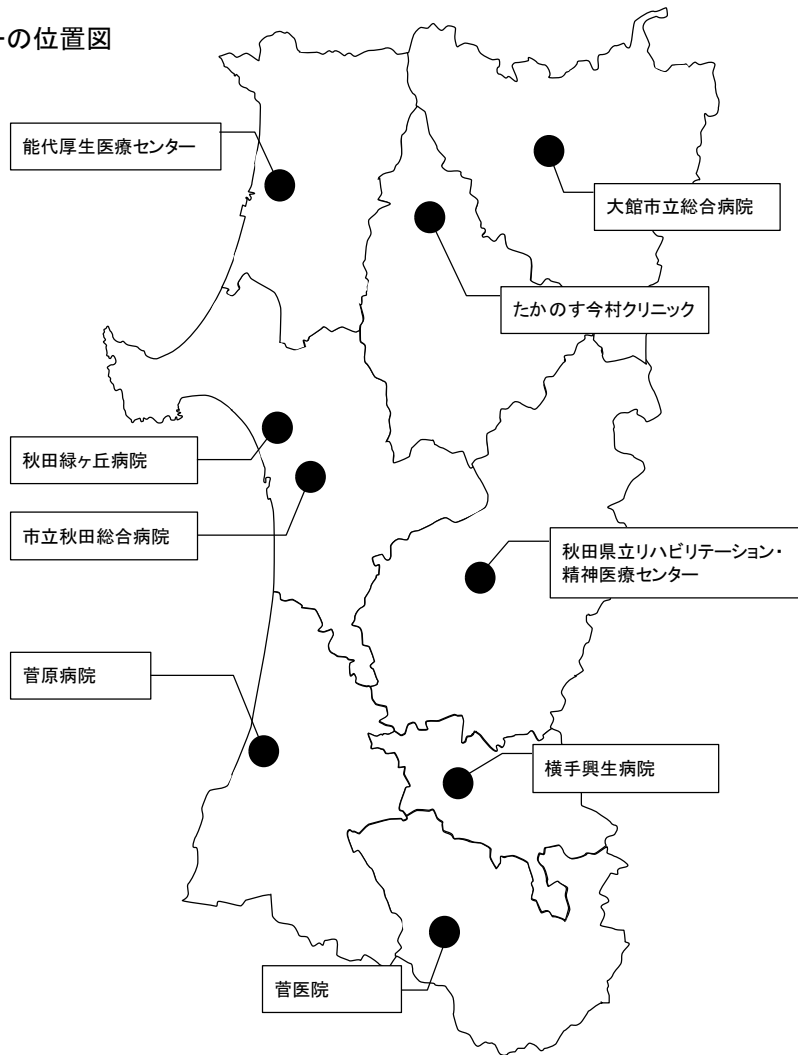 ーの位置図
能代厚生医療センター
大館市立総合病院
たかのす今村クリニック
秋田緑ヶ丘病院
市立秋田総合病院
秋田県立リハビリテーション・
精神医療センター
菅原病院
横手興生病院
菅医院